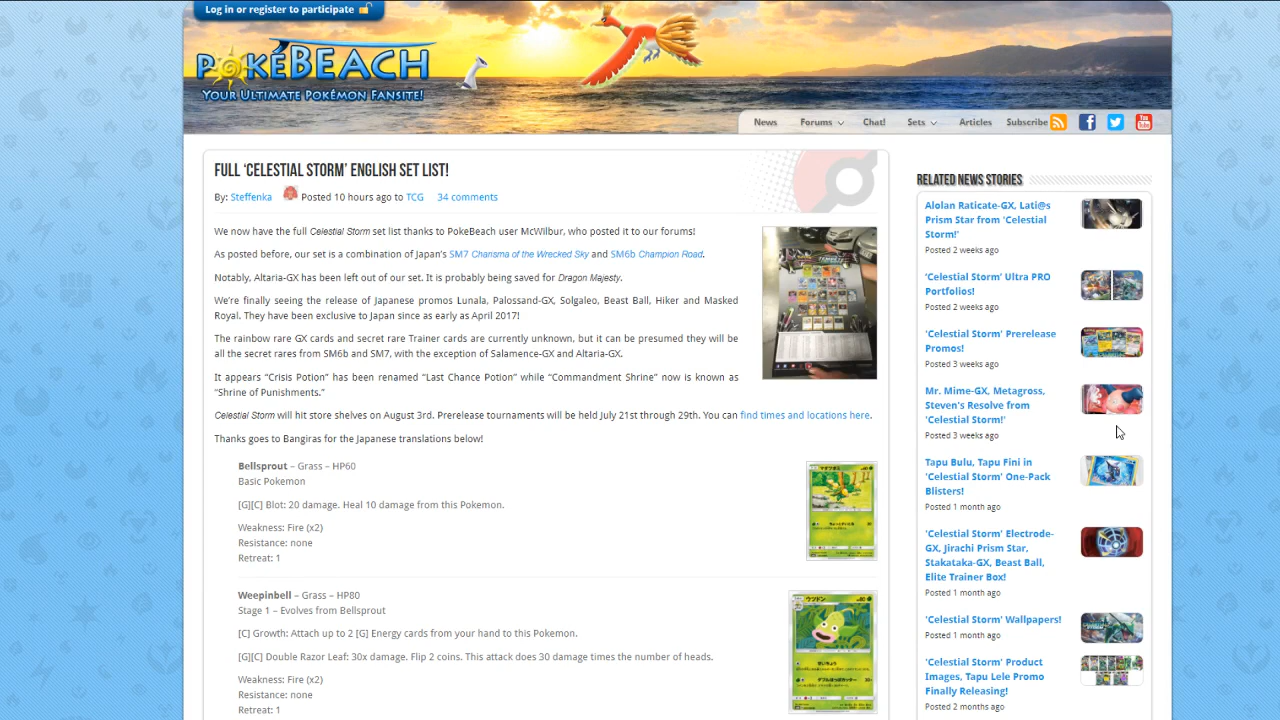 Log in or register to participate
POKÉBEACH
YOUR ULTIMATE POKÉMON FANSITE!
News Forums Chat! Sets Articles Subscribe
FULL ‘CELESTIAL STORM’ ENGLISH SET LIST!
By: Steffenka Posted 10 hours ago to TCG 34 comments
We now have the full Celestial Storm set list thanks to PokeBeach user McWilbur, who posted it to our forums!
As posted before, our set is a combination of Japan's SM7 Charisma of the Wrecked Sky and SM6b Champion Road.
Notably, Altaria-GX has been left out of our set. It is probably being saved for Dragon Majesty.
We're finally seeing the release of Japanese promos Lunala, Palossand-GX, Solgaleo, Beast Ball, Hiker and Masked
Royal. They've been exclusive to Japan since as early as April 2017!
The rainbow rare GX cards and secret rare Trainer cards are currently unknown, but it can be presumed they will be
all the secret rares from SM6b and SM7, with the exception of Salamence-GX and Altaria-GX.
It appears “Crisis Potion” has been renamed “Last Chance Potion” while “Commandment Shrine” now is known as
“Shrine of Punishments.
Celestial Storm will hit store shelves on August 3rd. Prerelease tournaments will be held July 21st through 29th. You can find times and locations here.
Thanks goes to Bangiras for the Japanese translations below!
Bellsprout – Grass – HP60
Basic Pokemon
[G][C] Blot: 20 damage. Heal 10 damage from this Pokemon.
Weakness: Fire (x2)
Resistance: none
Retreat: 1
Weepinbell – Grass – HP80
Stage 1 – Evolves from Bellsprout
[C] Growth: Attach up to 2 [G] Energy cards from your hand to this Pokemon.
[G][C] Double Razor Leaf: 30x damage. Flip 2 coins. This attack does 30 damage times the number of heads.
Weakness: Fire (x2)
Resistance: none
Retreat: 1
RELATED NEWS STORIES
Alolan Raticate-GX, Lati@s
Prism Star from 'Celestial
Storm!'
Posted 2 weeks ago
‘Celestial Storm’ Ultra PRO
Portfolios!
Posted 2 weeks ago
'Celestial Storm' Prerelease
Promos!
Posted 3 weeks ago
Mr. Mime-GX, Metagross,
Steven's Resolve from
'Celestial Storm!'
Posted 3 weeks ago
Tapu Bulu, Tapu Fini in
'Celestial Storm' One-Pack
Blisters!
Posted 1 month ago
'Celestial Storm' Electrode-
GX, Jirachi Prism Star,
Stakataka-GX, Beast Ball,
Elite Trainer Box!
Posted 1 month ago
'Celestial Storm' Wallpapers!
Posted 1 month ago
'Celestial Storm' Product
Images, Tapu Lele Promo
Finally Releasing!
Posted 2 months ago